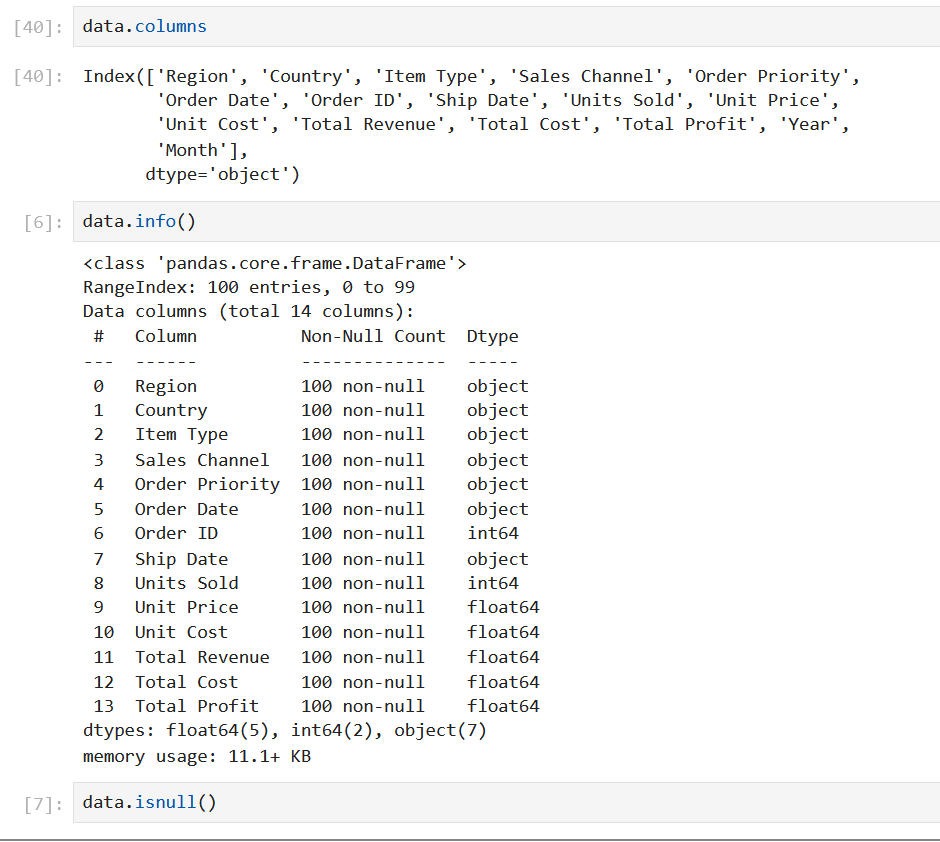 [40]: data.columns
[40]: Index(['Region', 'Country', 'Item Type', 'Sales Channel', 'Order Priority',
       'Order Date', 'Order ID', 'Ship Date', 'Units Sold', 'Unit Price',
       'Unit Cost', 'Total Revenue', 'Total Cost', 'Total Profit', 'Year',
       'Month'],
      dtype='object')
[6]: data.info()
<class 'pandas.core.frame.DataFrame'>
RangeIndex: 100 entries, 0 to 99
Data columns (total 14 columns):
 #   Column          Non-Null Count  Dtype
---  ------          --------------  -----
 0   Region          100 non-null    object
 1   Country         100 non-null    object
 2   Item Type       100 non-null    object
 3   Sales Channel   100 non-null    object
 4   Order Priority  100 non-null    object
 5   Order Date      100 non-null    object
 6   Order ID        100 non-null    int64
 7   Ship Date       100 non-null    object
 8   Units Sold      100 non-null    int64
 9   Unit Price      100 non-null    float64
 10  Unit Cost       100 non-null    float64
 11  Total Revenue   100 non-null    float64
 12  Total Cost      100 non-null    float64
 13  Total Profit    100 non-null    float64
dtypes: float64(5), int64(2), object(7)
memory usage: 11.1+ KB
[7]: data.isnull()